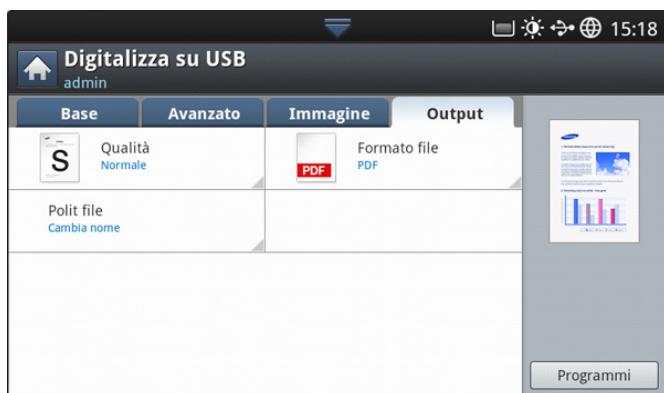 15:18
Digitalizza su USB
admin
Base Avanzato Immagine Output
Qualità
Normale
S
Formato file
PDF
PDF
Polit file
Cambia nome
Programmi